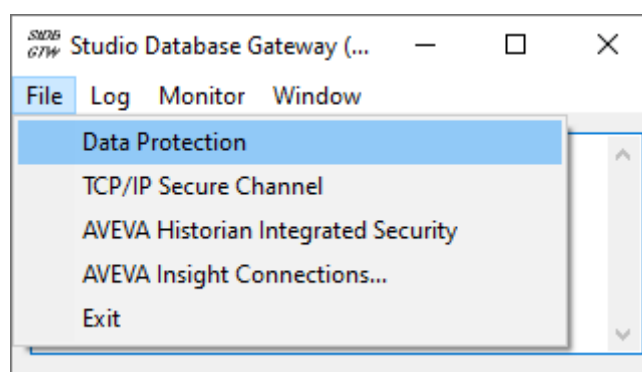 StDB
GTW
Studio Database Gateway (...
File Log Monitor Window
Data Protection
TCP/IP Secure Channel
AVEVA Historian Integrated Security
AVEVA Insight Connections...
Exit